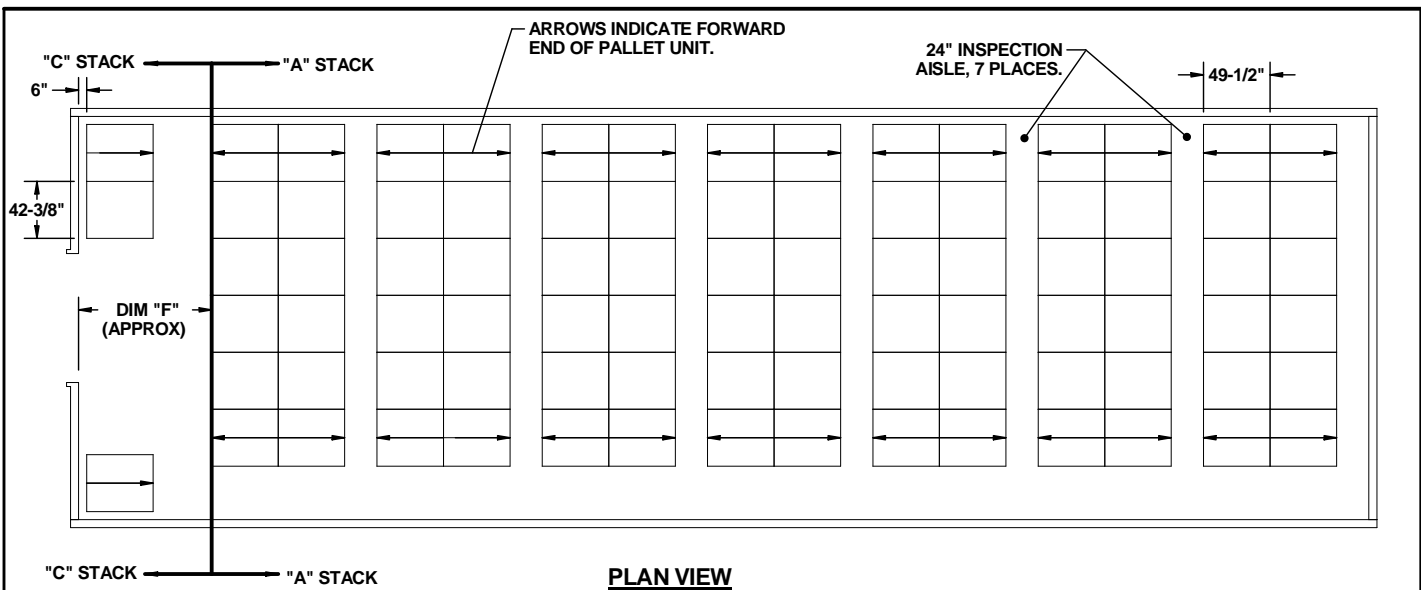 ARROWS INDICATE FORWARD
END OF PALLET UNIT.
"C" STACK
"A" STACK
24" INSPECTION
AISLE, 7 PLACES.
49-1/2"
6"
42-3/8"
DIM "F"
(APPROX)
"C" STACK
"A" STACK
PLAN VIEW